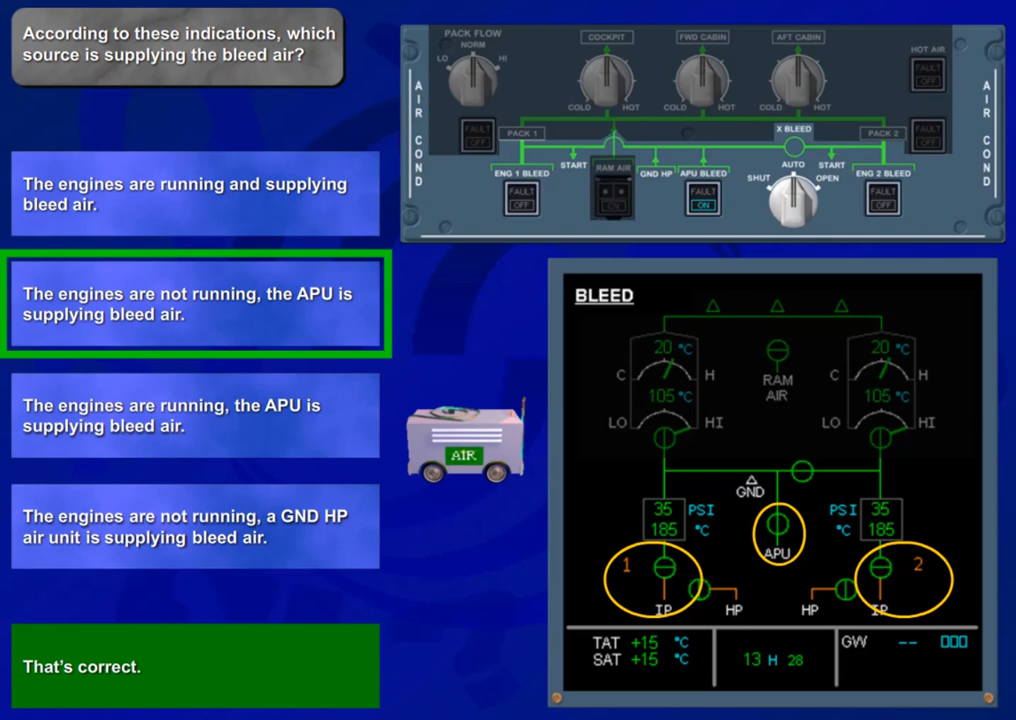 According to these indications, which
source is supplying the bleed air?
The engines are running and supplying
bleed air.
The engines are not running, the APU is
supplying bleed air.
The engines are running, the APU is
supplying bleed air.
The engines are not running, a GND HP
air unit is supplying bleed air.
That's correct.
PACK FLOW
NORM
LO
HI
COCKPIT
FWD CABIN
AFT CABIN
HOT AIR
FAULT
OFF
COLD
HOT
COLD
HOT
COLD
HOT
AIR COND
AIR COND
FAULT
OFF
PACK 1
X BLEED
PACK 2
FAULT
OFF
ENG 1 BLEED
START
RAM AIR
GND HP
APU BLEED
AUTO
SHUT
OPEN
START
ENG 2 BLEED
FAULT
OFF
ON
FAULT
ON
FAULT
OFF
AIR
BLEED
20 °C
20 °C
C
H
RAM
AIR
C
H
105 °C
105 °C
LO
HI
LO
HI
GND
35 PSI
185 °C
PSI 35
°C 185
APU
1
2
IP
HP
HP
IP
TAT +15 °C
SAT +15 °C
13 H 28
GW -- 000